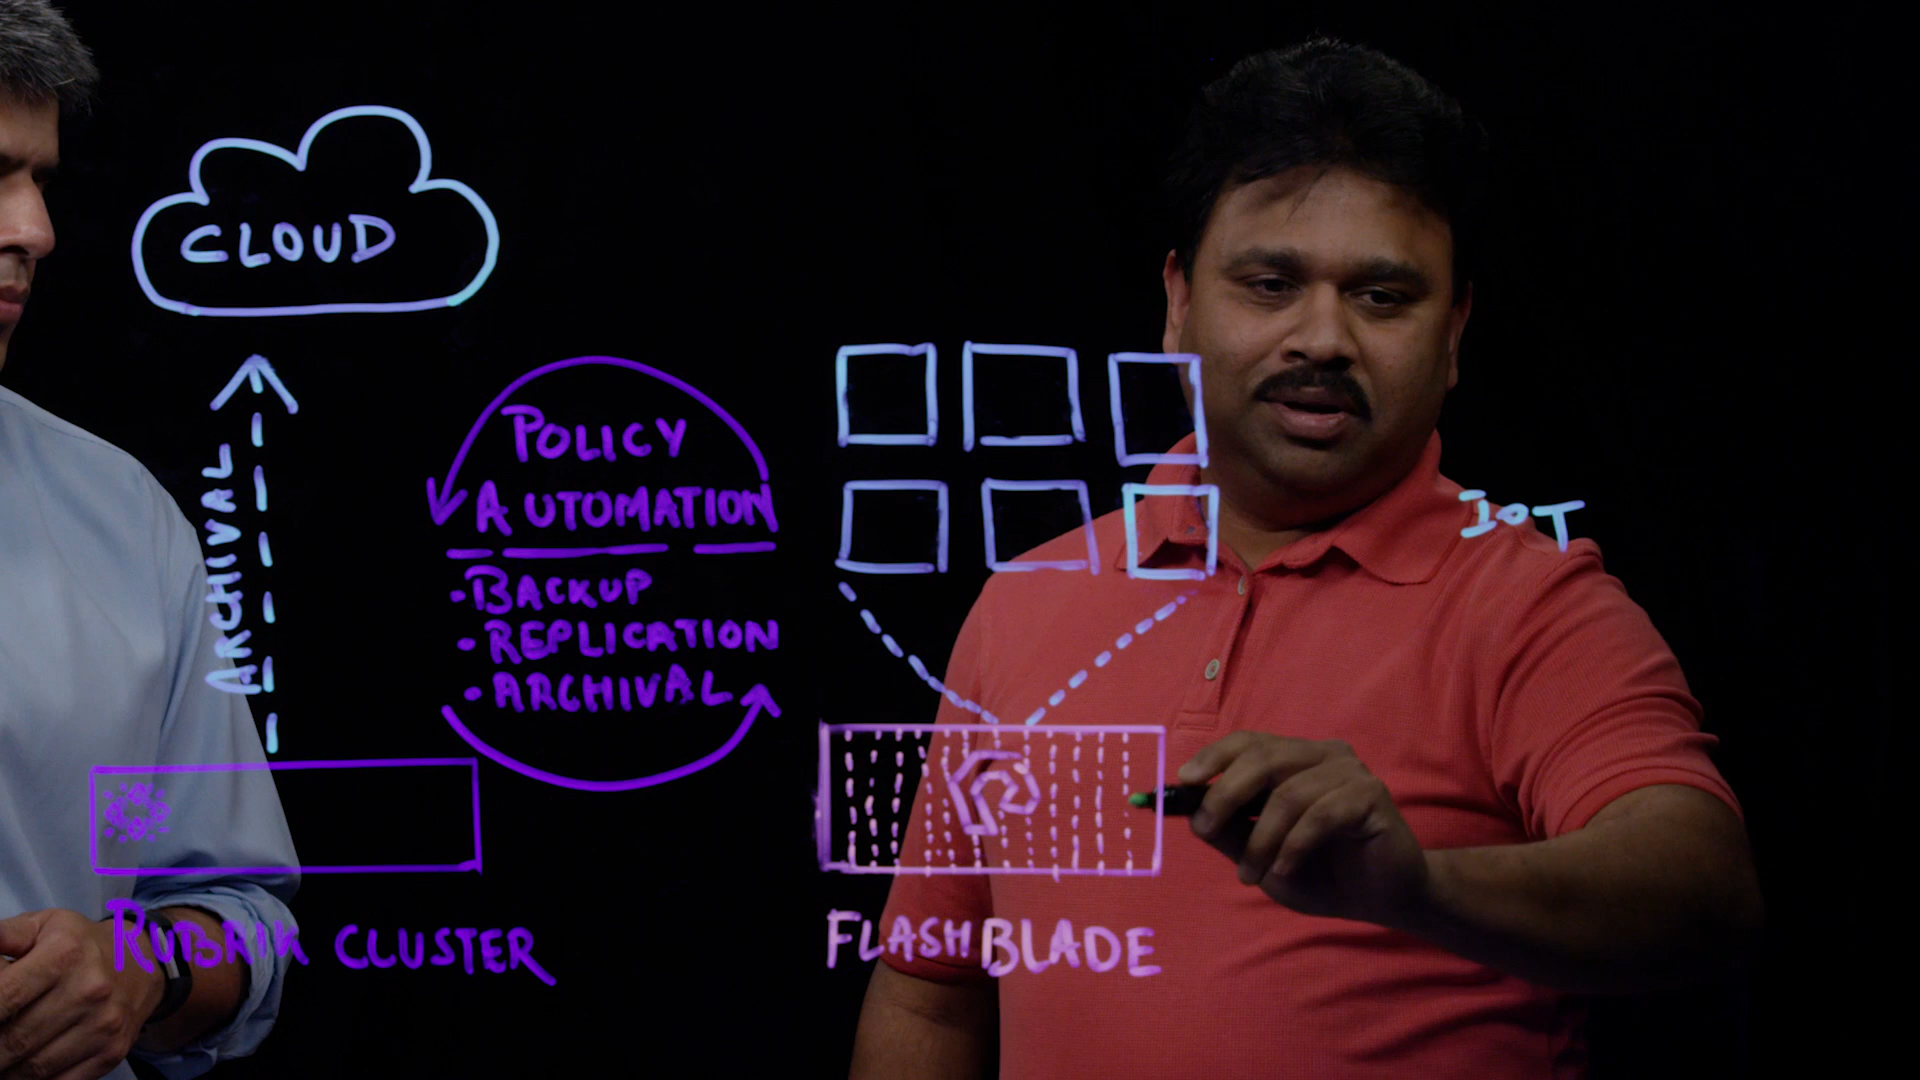 CLOUD
ARCHIVAL
POLICY
AUTOMATION
- BACKUP
- REPLICATION
- ARCHIVAL
IOT
RUBRIK CLUSTER
FLASHBLADE